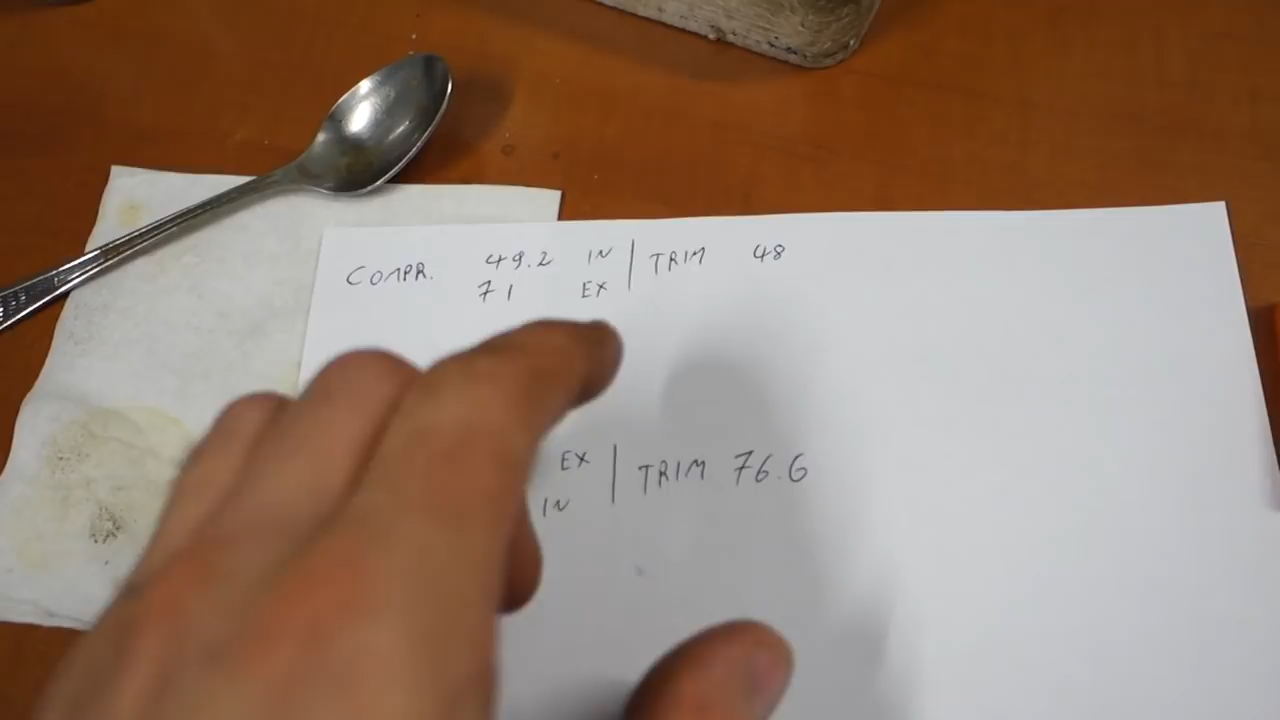 COMPR. 49.2 IN | TRIM 48
71 EX
EX | TRIM 76.6
IN